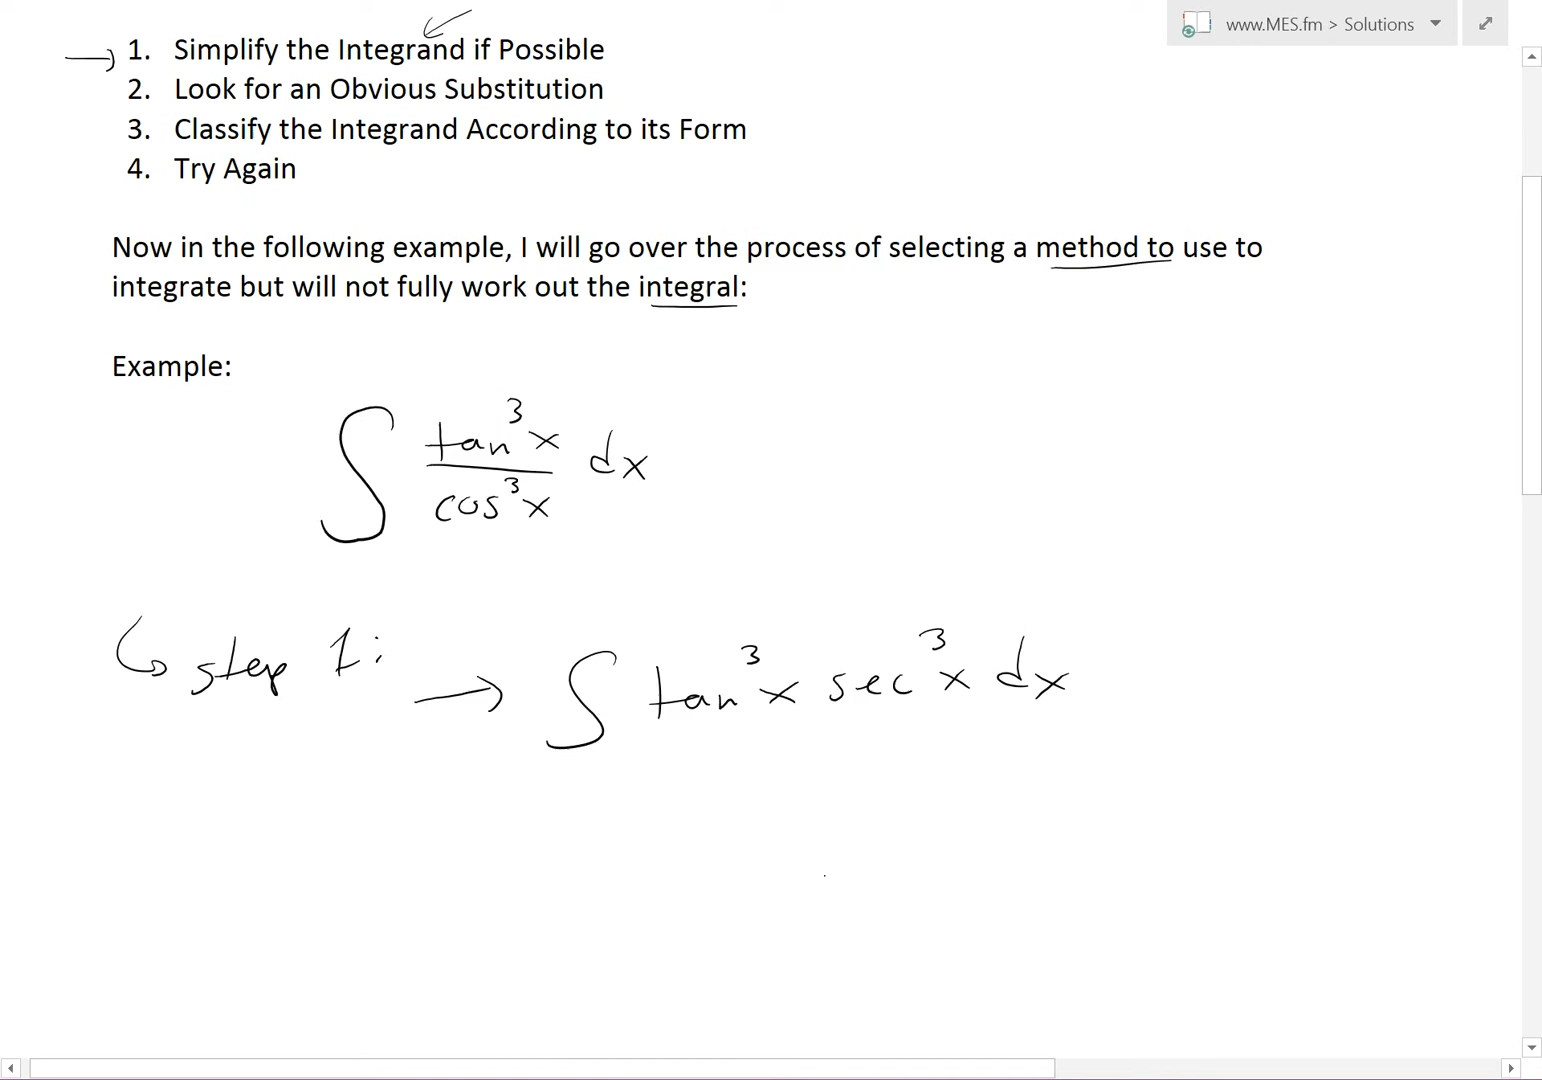 www.MES.fm > Solutions
1. Simplify the Integrand if Possible
2. Look for an Obvious Substitution
3. Classify the Integrand According to its Form
4. Try Again
Now in the following example, I will go over the process of selecting a method to use to
integrate but will not fully work out the integral:
Example:
∫ tan³x / cos³x dx
↳ step 1: → ∫ tan³x sec³x dx